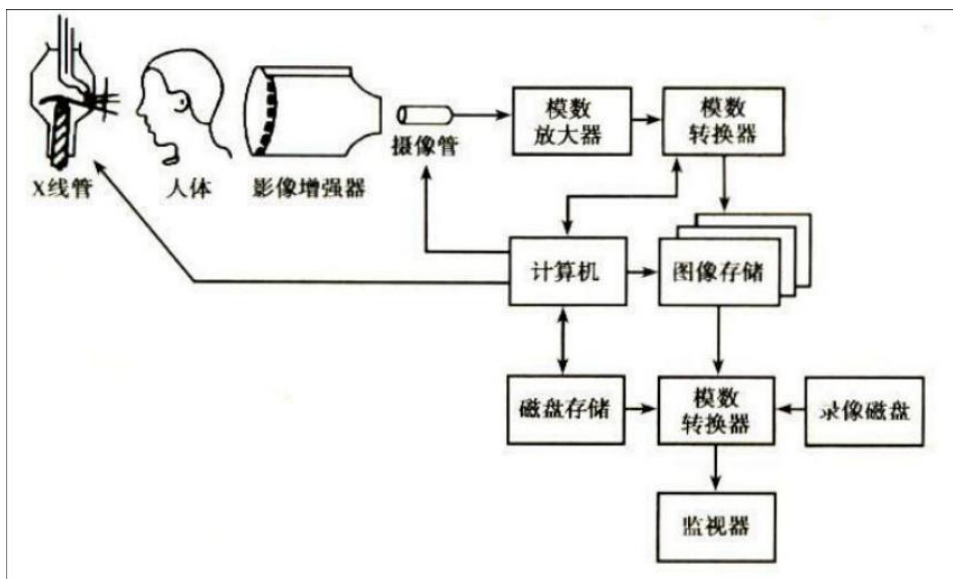 模数
放大器
模数
转换器
摄像管
X线管
人体
影像增强器
计算机
图像存储
磁盘存储
模数
转换器
录像磁盘
监视器